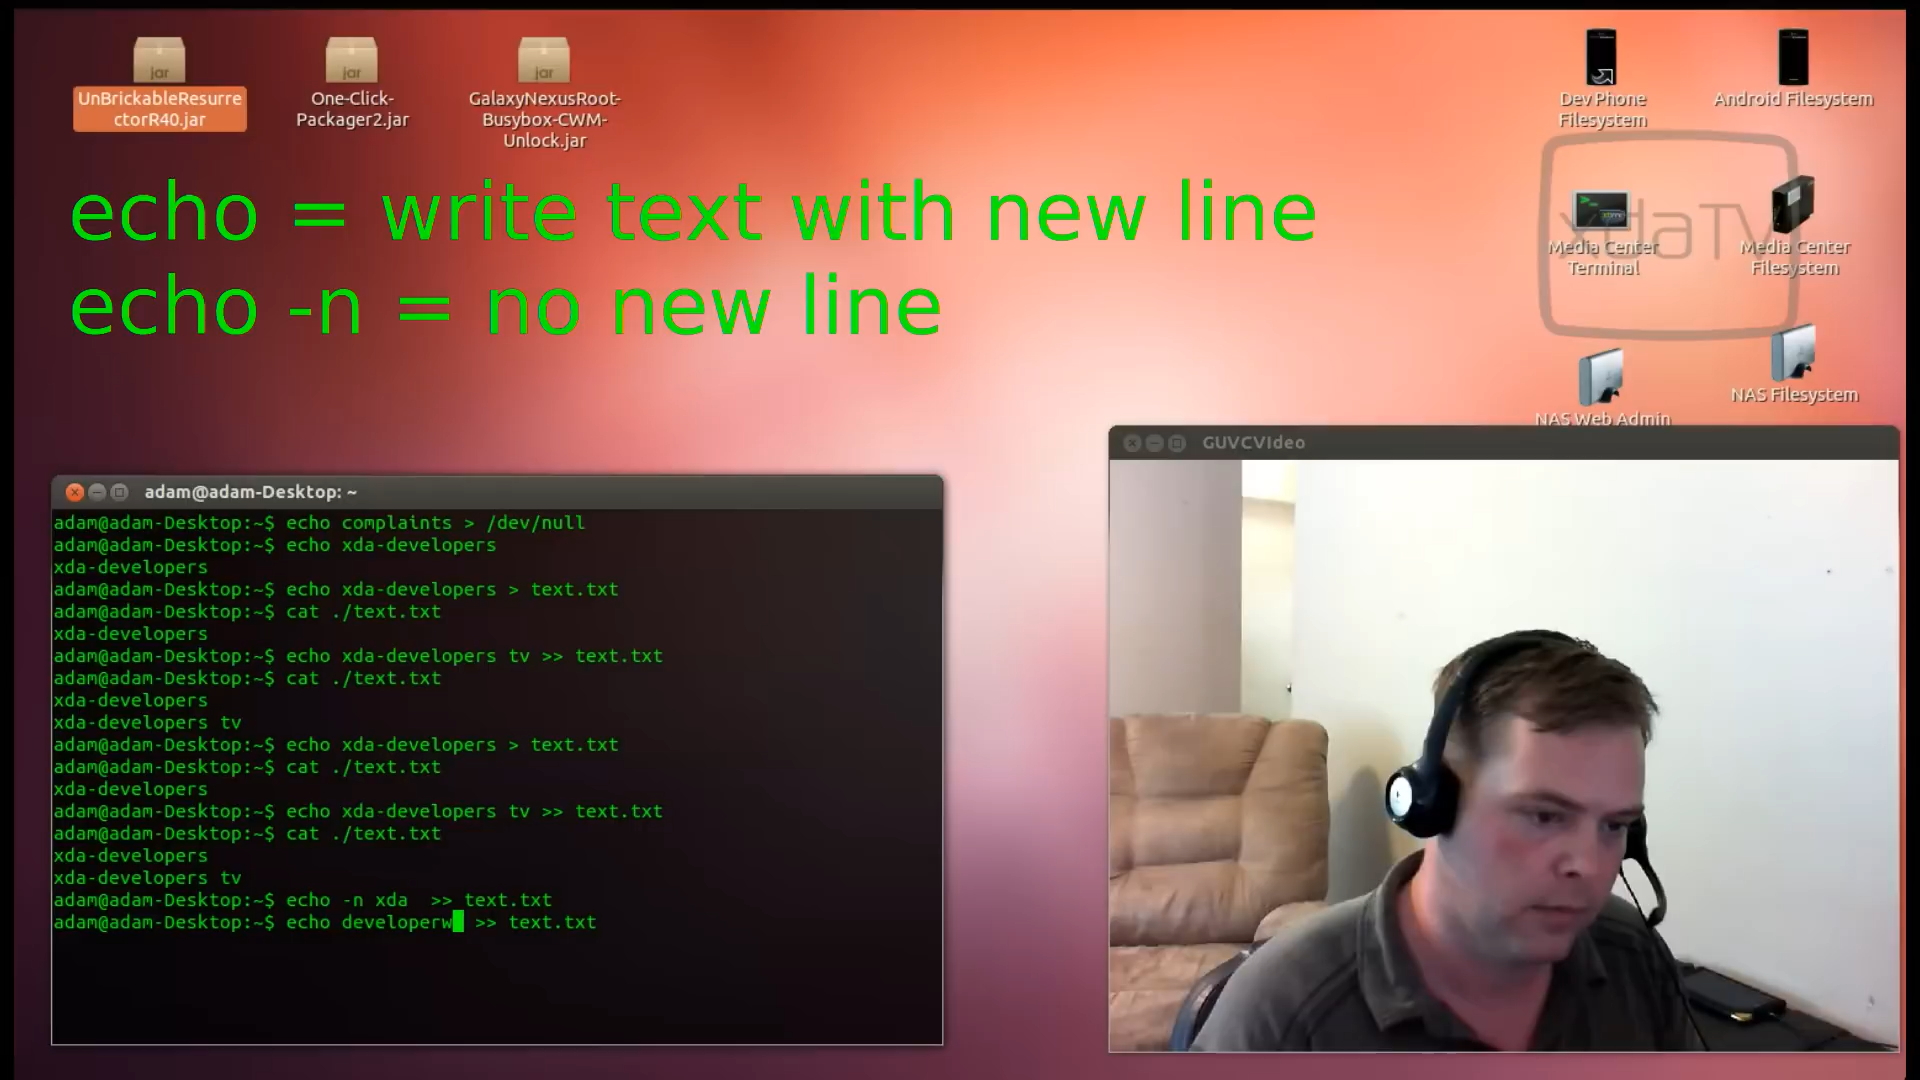 jar
UnBrickableResurre
ctorR40.jar
jar
One-Click-
Packager2.jar
jar
GalaxyNexusRoot-
Busybox-CWM-
Unlock.jar
Dev Phone
Filesystem
Android Filesystem
echo = write text with new line
echo -n = no new line
xdaTV
Media Center
Terminal
Media Center
Filesystem
NAS Web Admin
NAS Filesystem
GUVCVIdeo
adam@adam-Desktop: ~
adam@adam-Desktop:~$ echo complaints > /dev/null
adam@adam-Desktop:~$ echo xda-developers
xda-developers
adam@adam-Desktop:~$ echo xda-developers > text.txt
adam@adam-Desktop:~$ cat ./text.txt
xda-developers
adam@adam-Desktop:~$ echo xda-developers tv >> text.txt
adam@adam-Desktop:~$ cat ./text.txt
xda-developers
xda-developers tv
adam@adam-Desktop:~$ echo xda-developers > text.txt
adam@adam-Desktop:~$ cat ./text.txt
xda-developers
adam@adam-Desktop:~$ echo xda-developers tv >> text.txt
adam@adam-Desktop:~$ cat ./text.txt
xda-developers
xda-developers tv
adam@adam-Desktop:~$ echo -n xda  >> text.txt
adam@adam-Desktop:~$ echo developerw  >> text.txt